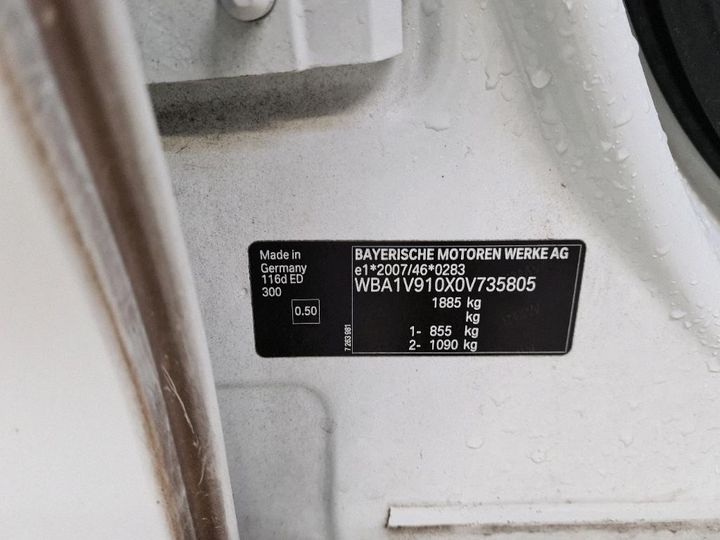 Made in
Germany
116d ED
300
0.50
7 263 981
BAYERISCHE MOTOREN WERKE AG
e1*2007/46*0283
WBA1V910X0V735805
1885 kg
kg
1- 855 kg
2- 1090 kg